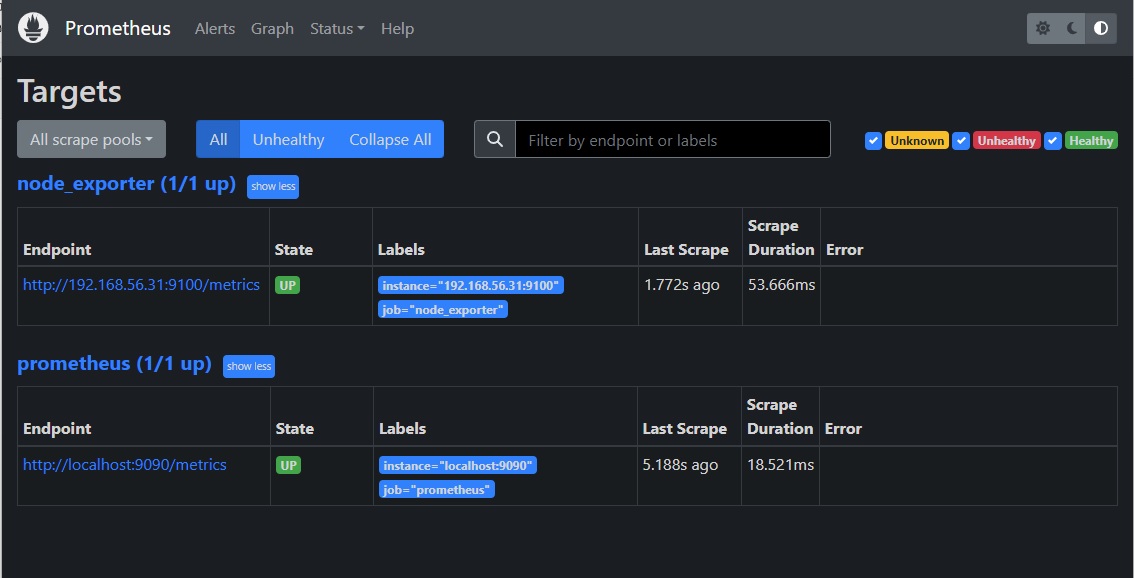 Prometheus Alerts Graph Status Help
Targets
All scrape pools All Unhealthy Collapse All Filter by endpoint or labels Unknown Unhealthy Healthy
node_exporter (1/1 up) show less
Endpoint State Labels Last Scrape Scrape Duration Error
http://192.168.56.31:9100/metrics UP instance="192.168.56.31:9100" 1.772s ago 53.666ms
job="node_exporter"
prometheus (1/1 up) show less
Endpoint State Labels Last Scrape Scrape Duration Error
http://localhost:9090/metrics UP instance="localhost:9090" 5.188s ago 18.521ms
job="prometheus"